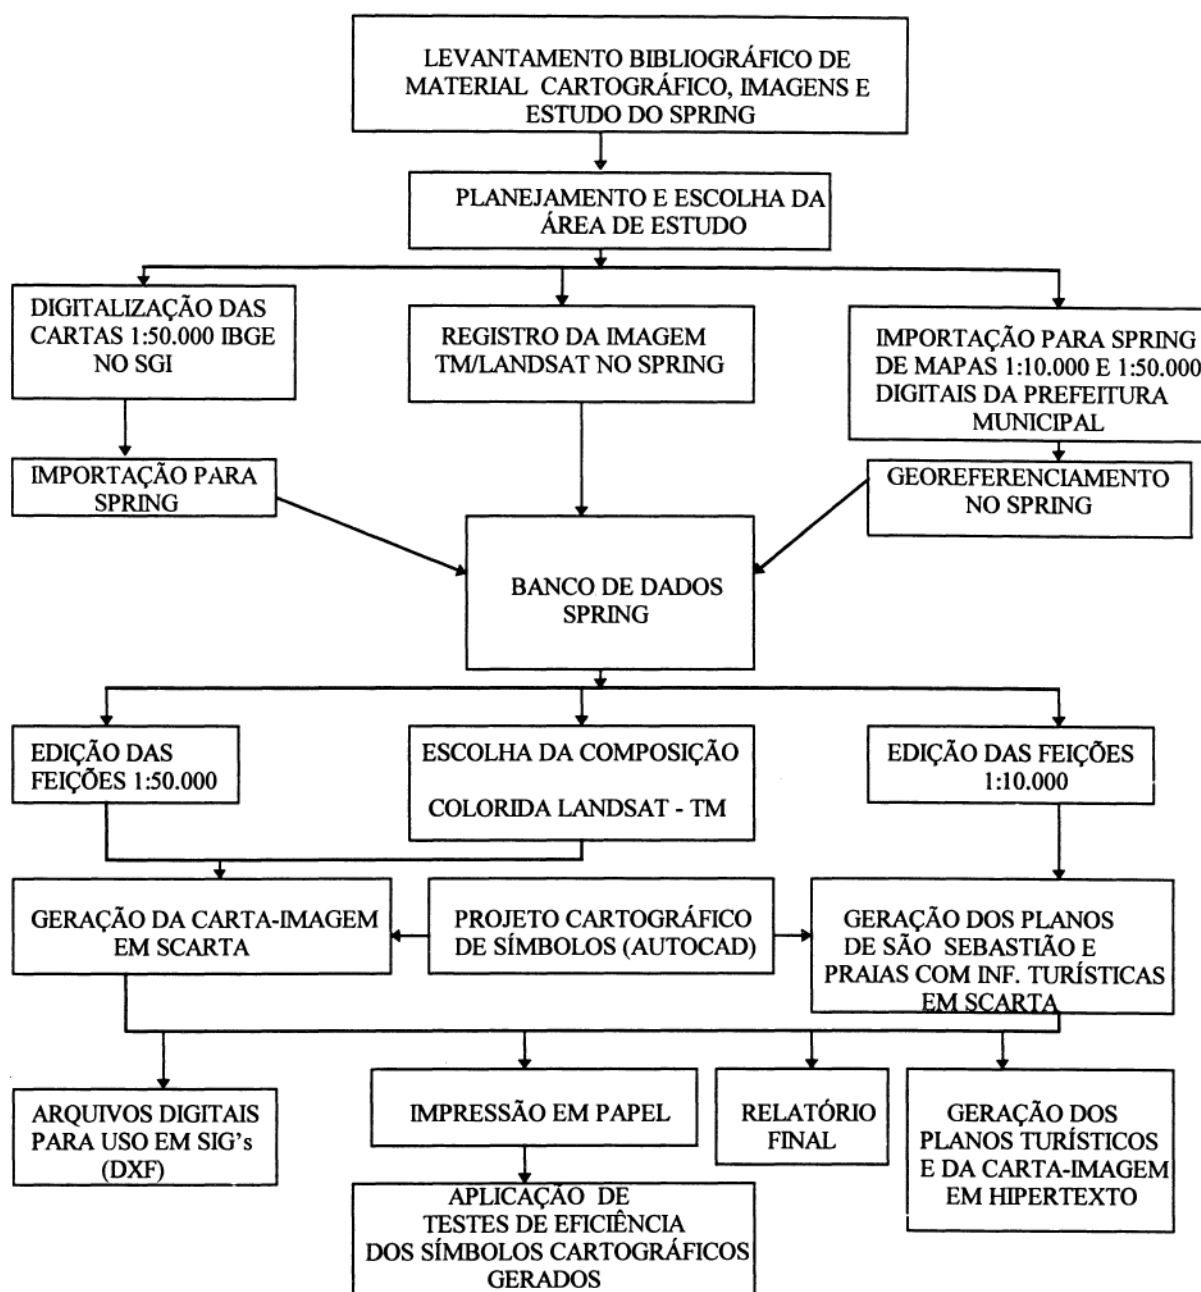 LEVANTAMENTO BIBLIOGRÁFICO DE
MATERIAL CARTOGRÁFICO, IMAGENS E
ESTUDO DO SPRING
PLANEJAMENTO E ESCOLHA DA
ÁREA DE ESTUDO
DIGITALIZAÇÃO DAS
CARTAS 1:50.000 IBGE
NO SGI
REGISTRO DA IMAGEM
TM/LANDSAT NO SPRING
IMPORTAÇÃO PARA SPRING
DE MAPAS 1:10.000 E 1:50.000
DIGITAIS DA PREFEITURA
MUNICIPAL
IMPORTAÇÃO PARA
SPRING
GEOREFERENCIAMENTO
NO SPRING
BANCO DE DADOS
SPRING
EDIÇÃO DAS
FEIÇÕES 1:50.000
ESCOLHA DA COMPOSIÇÃO
COLORIDA LANDSAT - TM
EDIÇÃO DAS FEIÇÕES
1:10.000
GERAÇÃO DA CARTA-IMAGEM
EM SCARTA
PROJETO CARTOGRÁFICO
DE SÍMBOLOS (AUTOCAD)
GERAÇÃO DOS PLANOS
DE SÃO SEBASTIÃO E
PRAIAS COM INF. TURÍSTICAS
EM SCARTA
ARQUIVOS DIGITAIS
PARA USO EM SIG's
(DXF)
IMPRESSÃO EM PAPEL
RELATÓRIO
FINAL
GERAÇÃO DOS
PLANOS TURÍSTICOS
E DA CARTA-IMAGEM
EM HIPERTEXTO
APLICAÇÃO DE
TESTES DE EFICIÊNCIA
DOS SÍMBOLOS CARTOGRÁFICOS
GERADOS